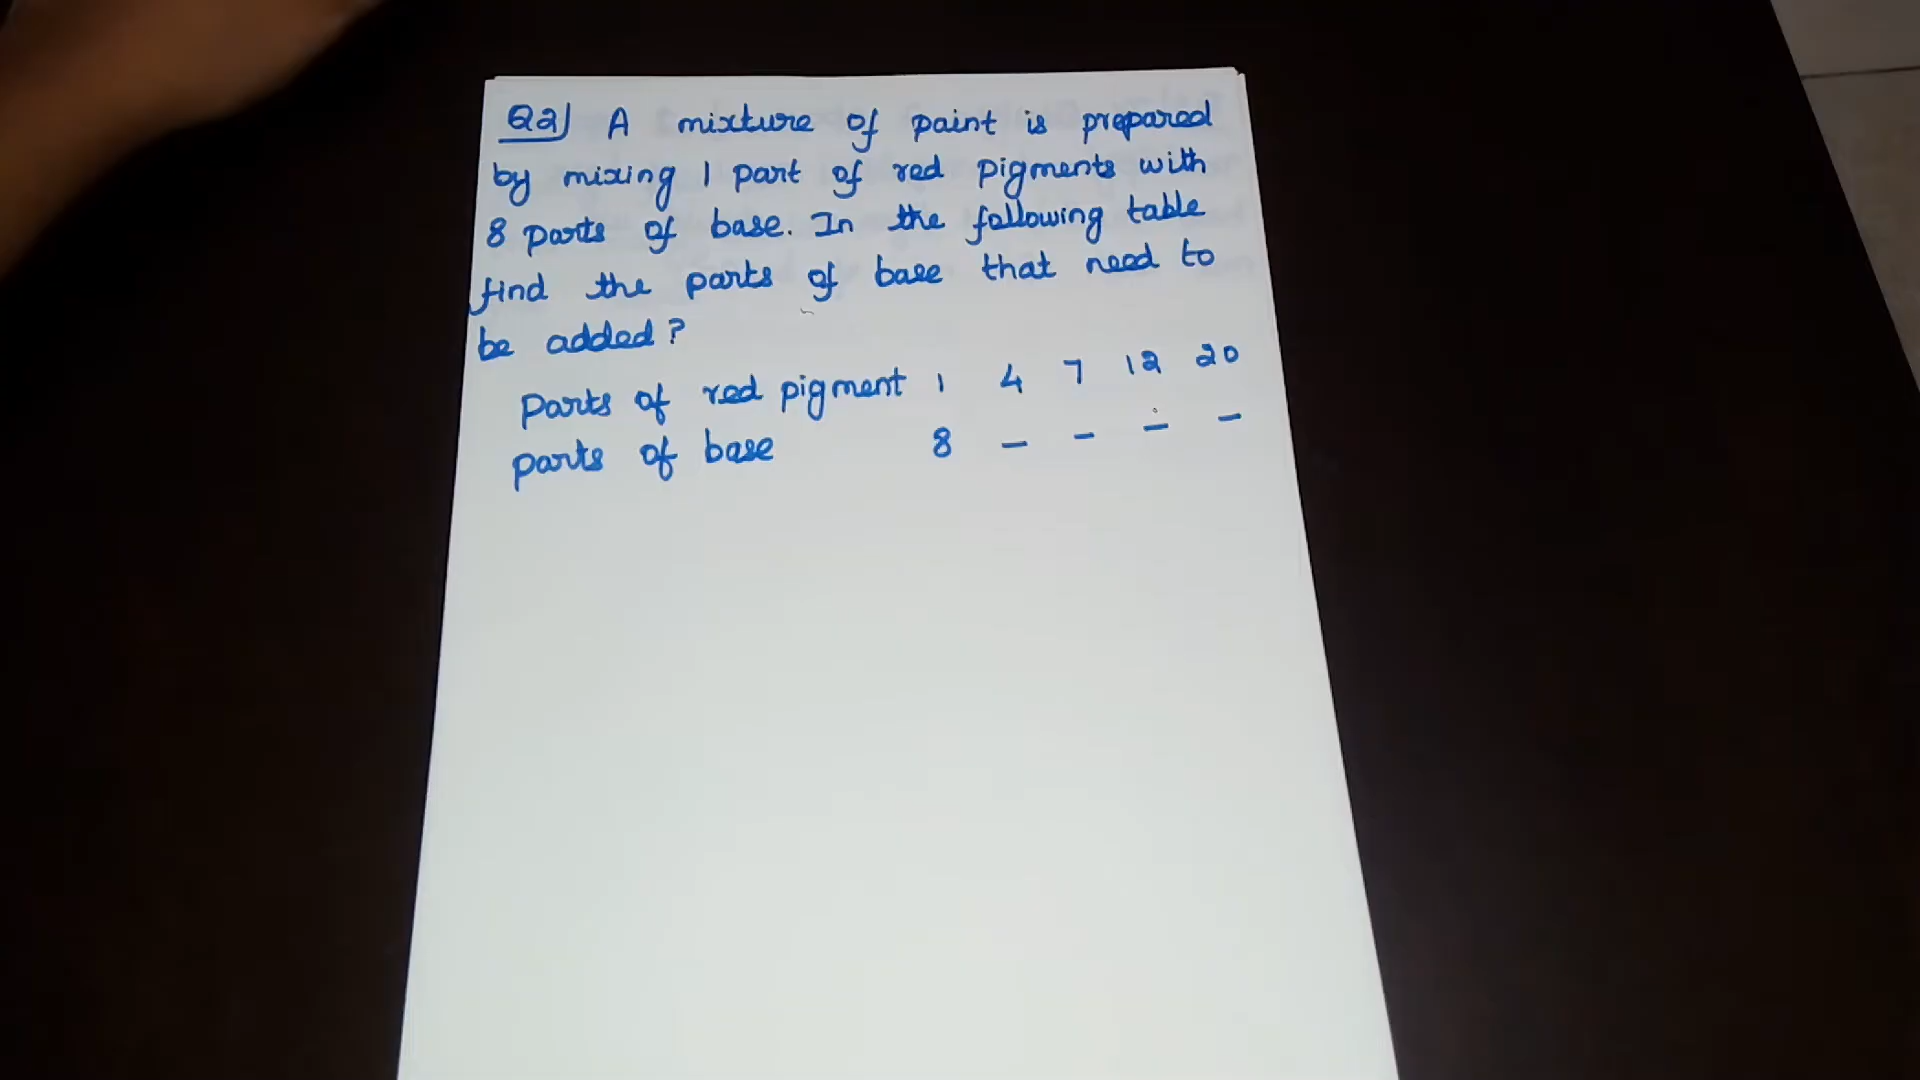 Q2) A mixture of paint is prepared
by mixing 1 part of red pigments with
8 parts of base. In the following table
find the parts of base that need to
be added?
Parts of red pigment 1 4 7 12 20
parts of base 8 - - - -